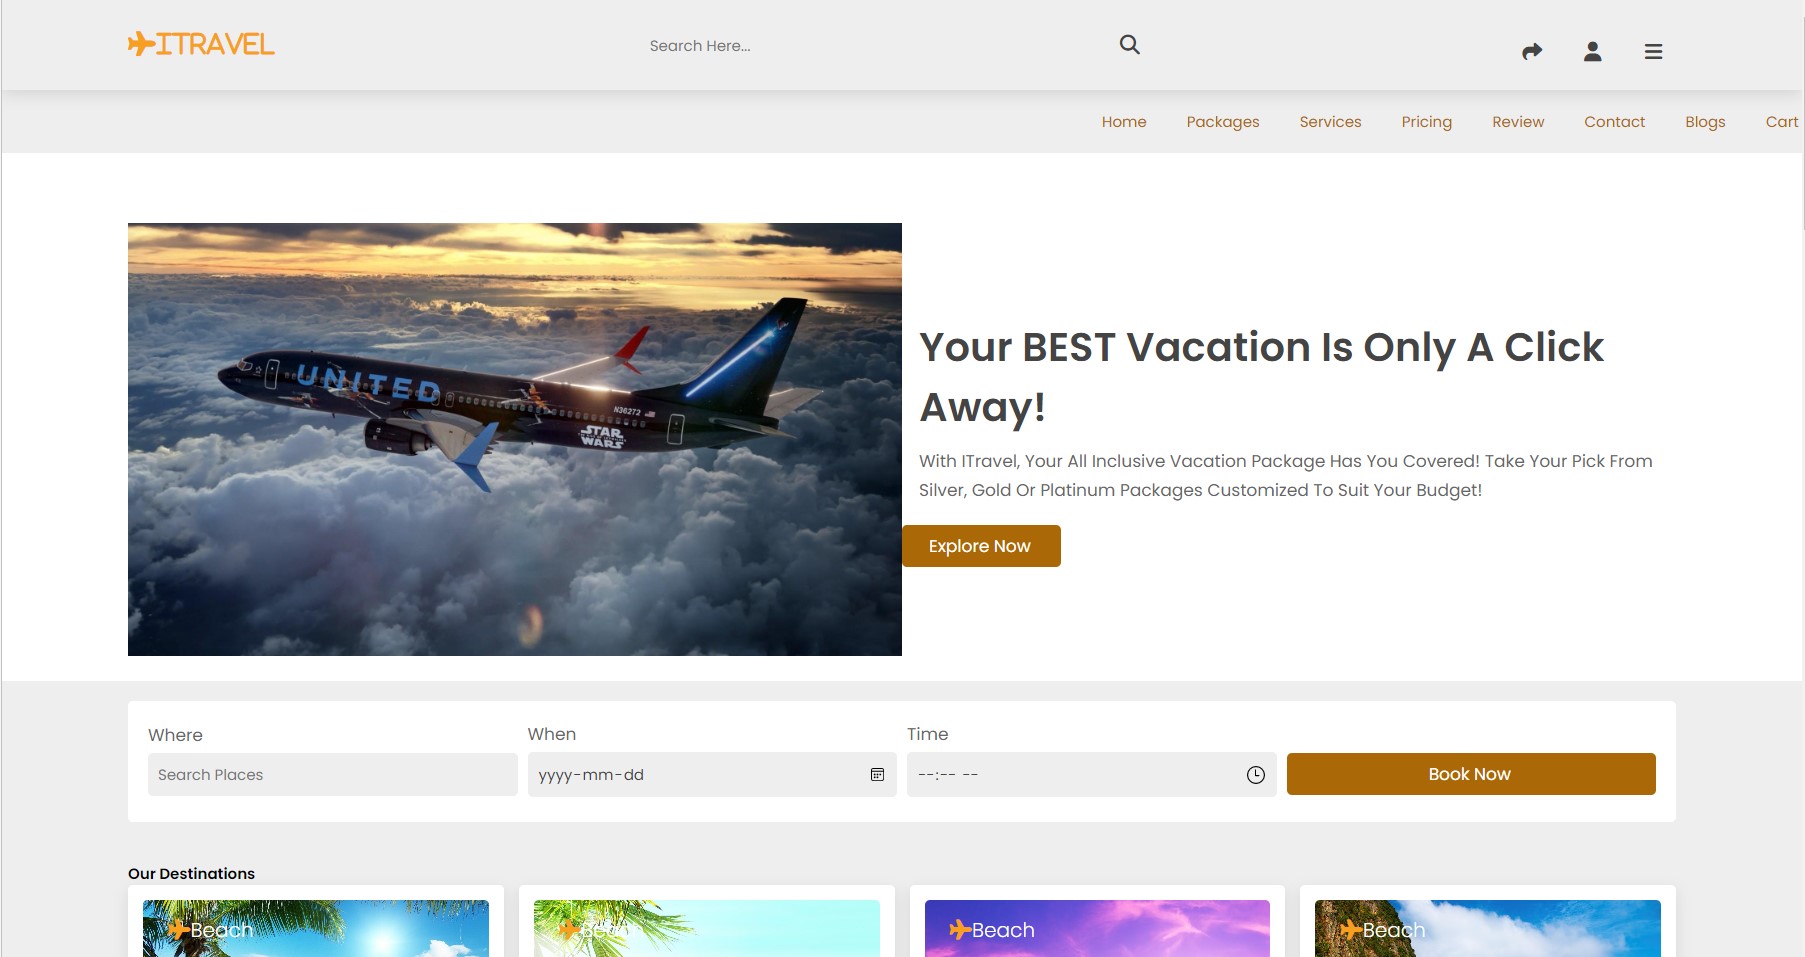 ITRAVEL
Search Here...
Home Packages Services Pricing Review Contact Blogs Cart
UNITED
N36272
STAR
WARS
Your BEST Vacation Is Only A Click
Away!
With ITravel, Your All Inclusive Vacation Package Has You Covered! Take Your Pick From
Silver, Gold Or Platinum Packages Customized To Suit Your Budget!
Explore Now
Where When Time
Search Places yyyy-mm-dd --:-- -- Book Now
Our Destinations
Beach Beach Beach Beach